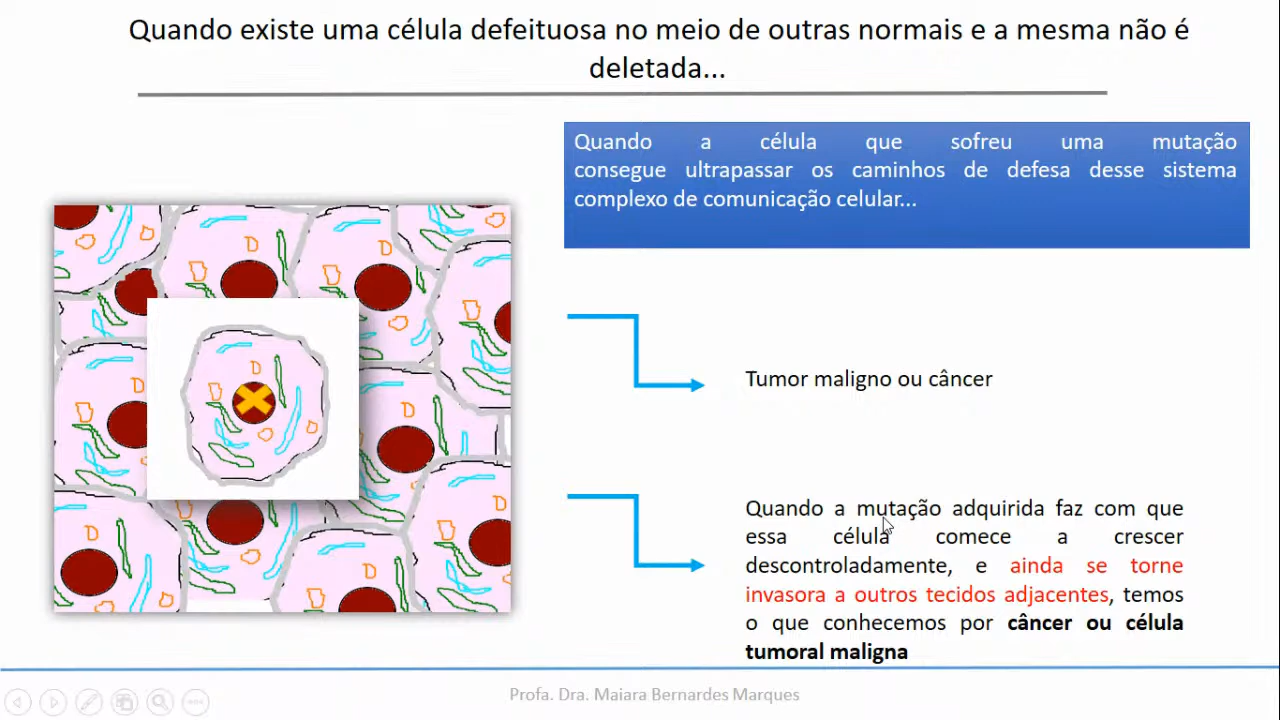 Quando existe uma célula defeituosa no meio de outras normais e a mesma não é
deletada...
Quando a célula que sofreu uma mutação
consegue ultrapassar os caminhos de defesa desse sistema
complexo de comunicação celular...
Tumor maligno ou câncer
Quando a mutação adquirida faz com que
essa célula comece a crescer
descontroladamente, e ainda se torne
invasora a outros tecidos adjacentes, temos
o que conhecemos por câncer ou célula
tumoral maligna
Profa. Dra. Maiara Bernardes Marques